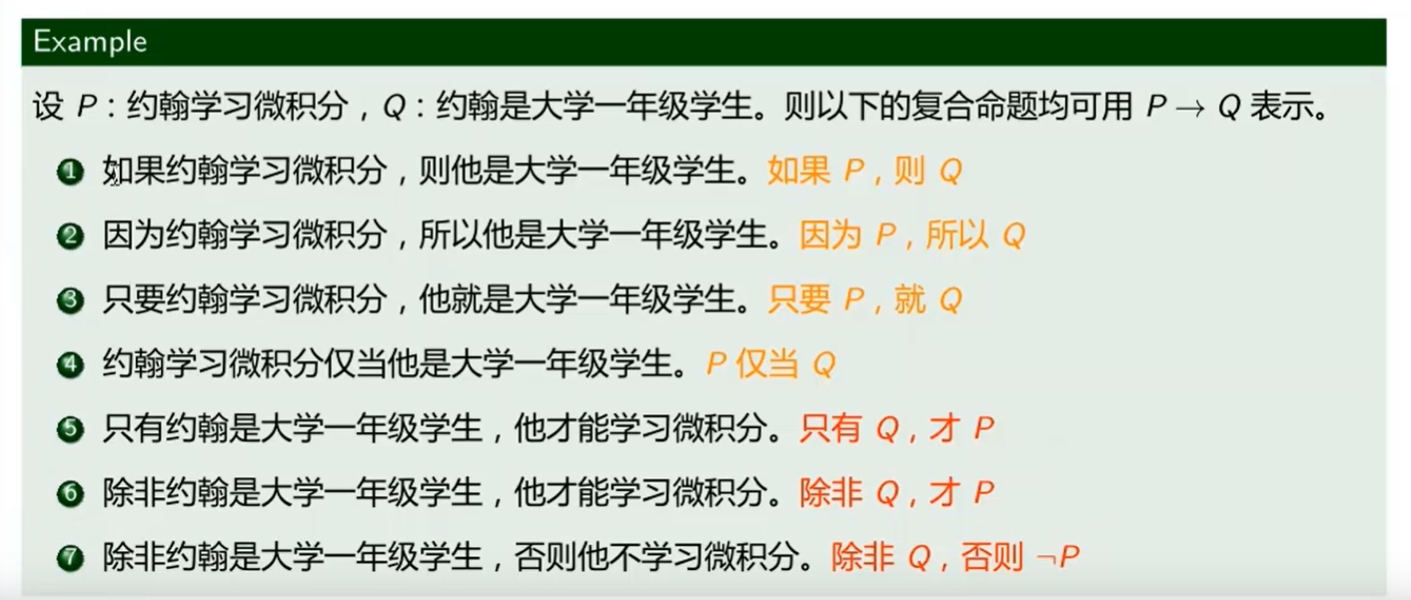 Example
设 P：约翰学习微积分，Q：约翰是大学一年级学生。则以下的复合命题均可用 P → Q 表示。
1 如果约翰学习微积分，则他是大学一年级学生。如果 P，则 Q
2 因为约翰学习微积分，所以他是大学一年级学生。因为 P，所以 Q
3 只要约翰学习微积分，他就是大学一年级学生。只要 P，就 Q
4 约翰学习微积分仅当他是大学一年级学生。P 仅当 Q
5 只有约翰是大学一年级学生，他才能学习微积分。只有 Q，才 P
6 除非约翰是大学一年级学生，他才能学习微积分。除非 Q，才 P
7 除非约翰是大学一年级学生，否则他不学习微积分。除非 Q，否则 ¬P